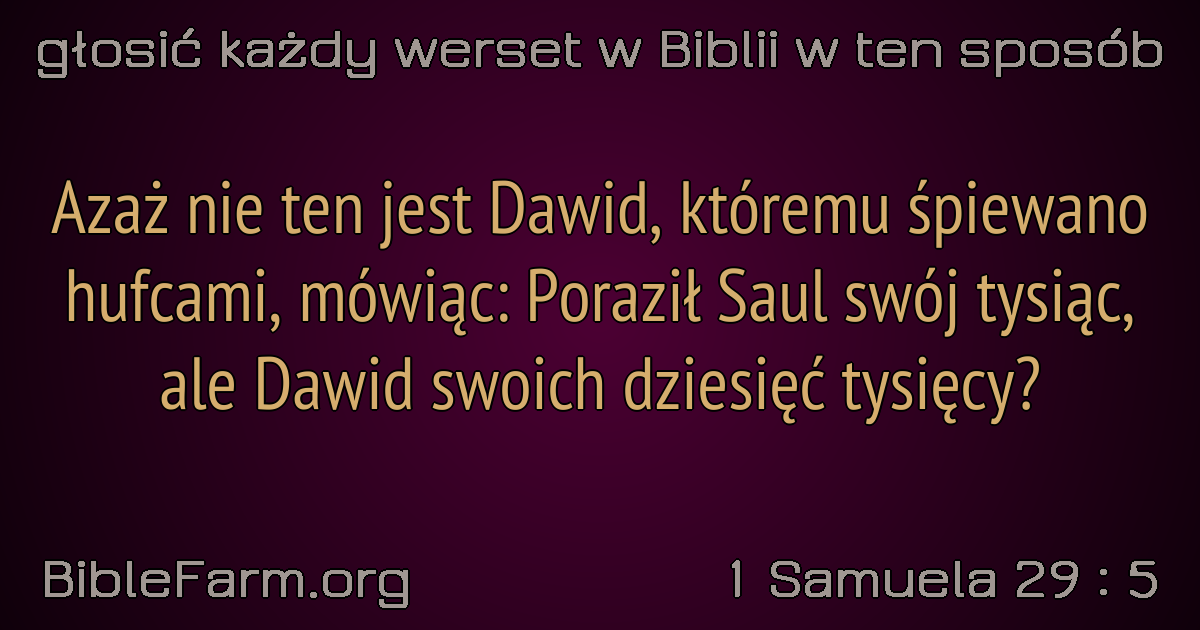 głosić każdy werset w Biblii w ten sposób
Azaż nie ten jest Dawid, któremu śpiewano
hufcami, mówiąc: Poraził Saul swój tysiąc,
ale Dawid swoich dziesięć tysięcy?
BibleFarm.org
1 Samuela 29 : 5